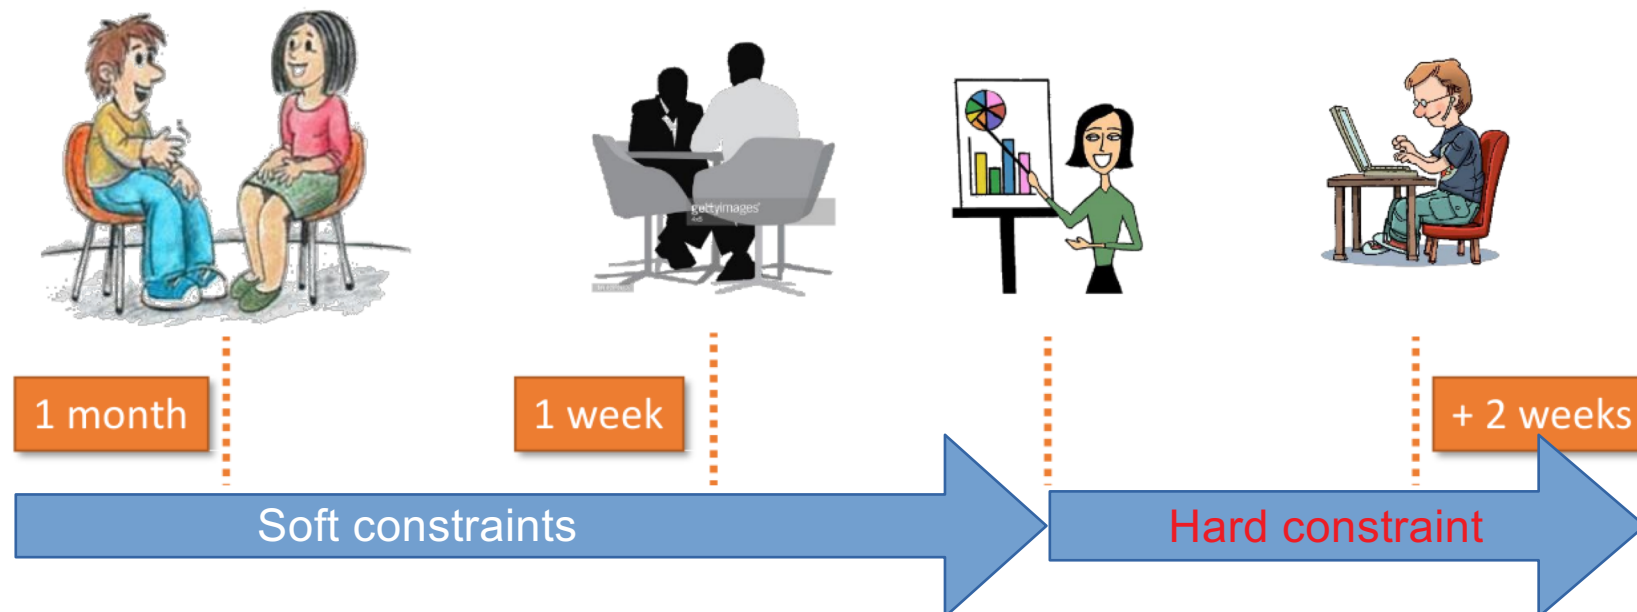 gettyimages
1 month
1 week
+ 2 weeks
Soft constraints
Hard constraint